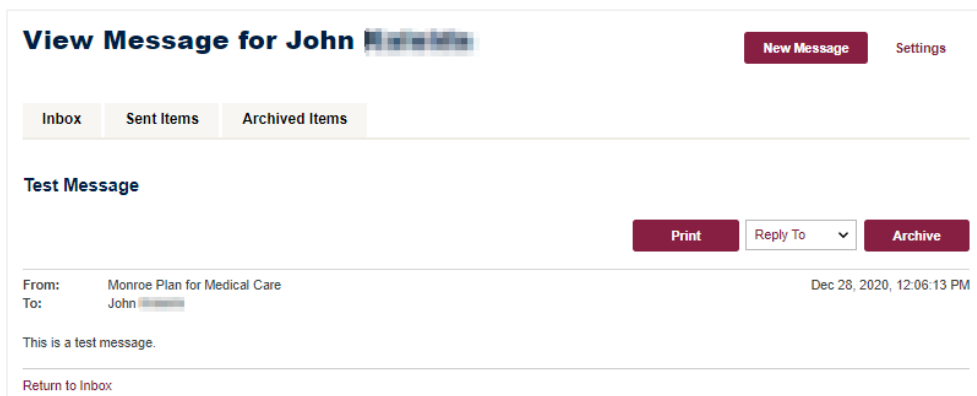 View Message for John
New Message
Settings
Inbox
Sent Items
Archived Items
Test Message
Print
Reply To
Archive
From: Monroe Plan for Medical Care
Dec 28, 2020, 12:06:13 PM
To: John
This is a test message.
Return to Inbox